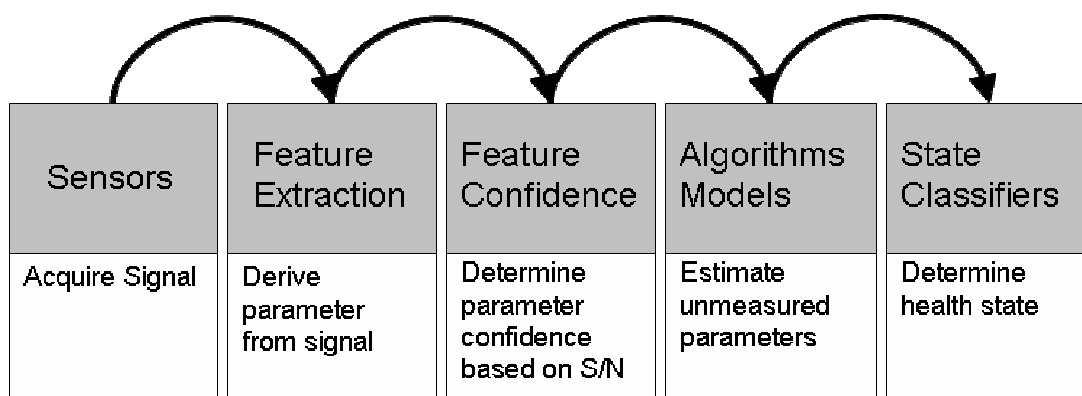 Sensors
Acquire Signal
Feature
Extraction
Derive
parameter
from signal
Feature
Confidence
Determine
parameter
confidence
based on S/N
Algorithms
Models
Estimate
unmeasured
parameters
State
Classifiers
Determine
health state